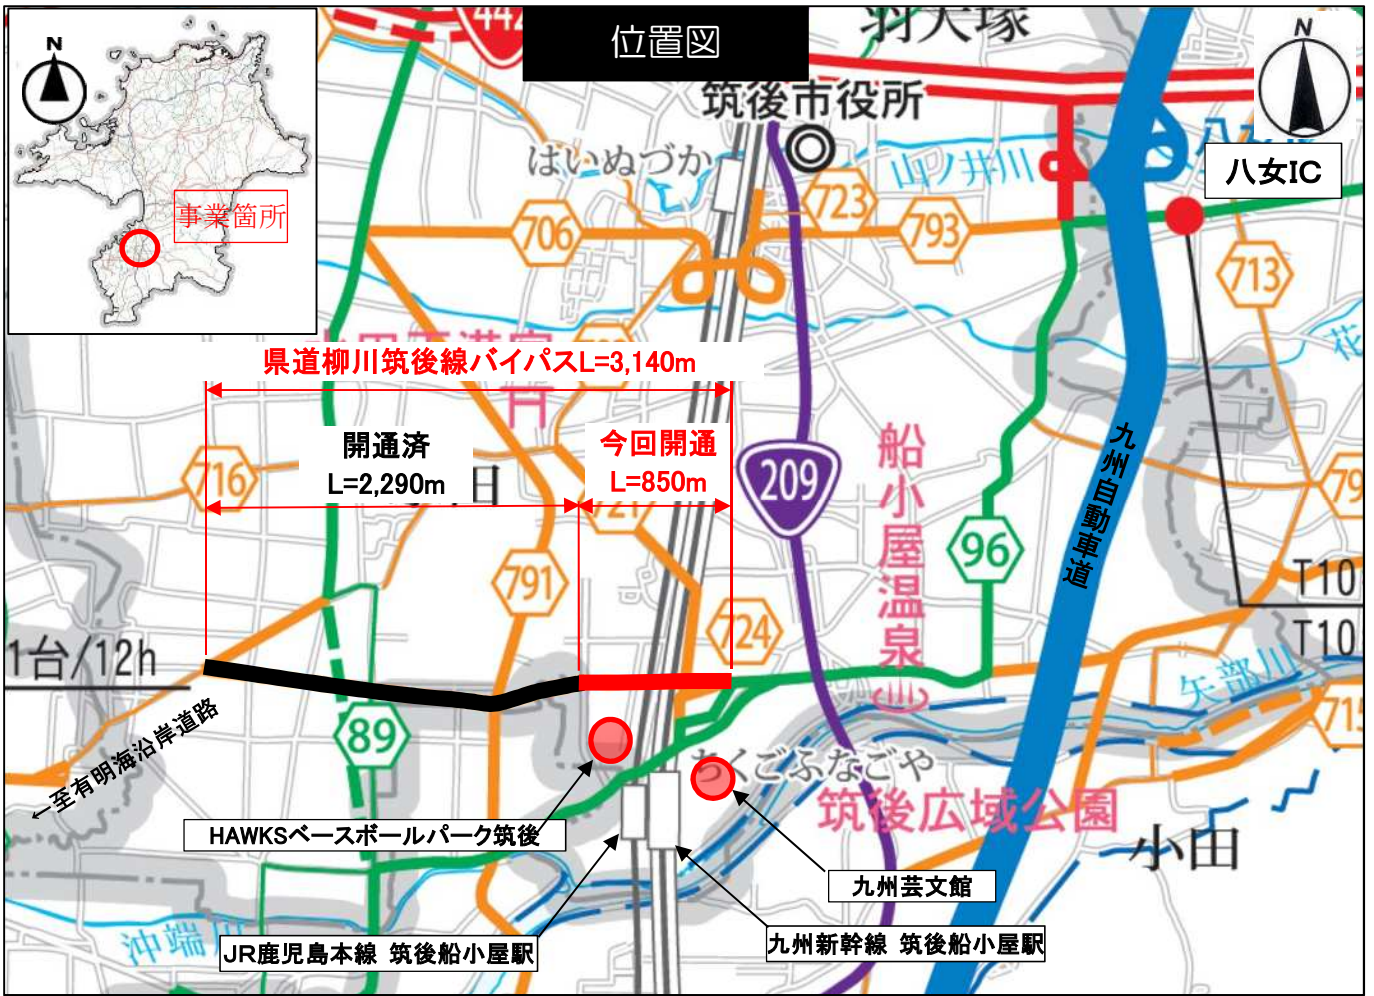 位置図
N
事業箇所
N
442
羽犬塚
筑後市役所
はいぬづか
山ノ井川
八女IC
706
723
793
713
県道柳川筑後線バイパスL=3,140m
開通済
L=2,290m
今回開通
L=850m
716
721
209
船小屋温泉
96
九州自動車道
791
724
T10
T10
1台/12h
矢部川
715
89
←至有明海沿岸道路
ちくごふなごや
筑後広域公園
小田
HAWKSベースボールパーク筑後
九州芸文館
沖端
JR鹿児島本線 筑後船小屋駅
九州新幹線 筑後船小屋駅